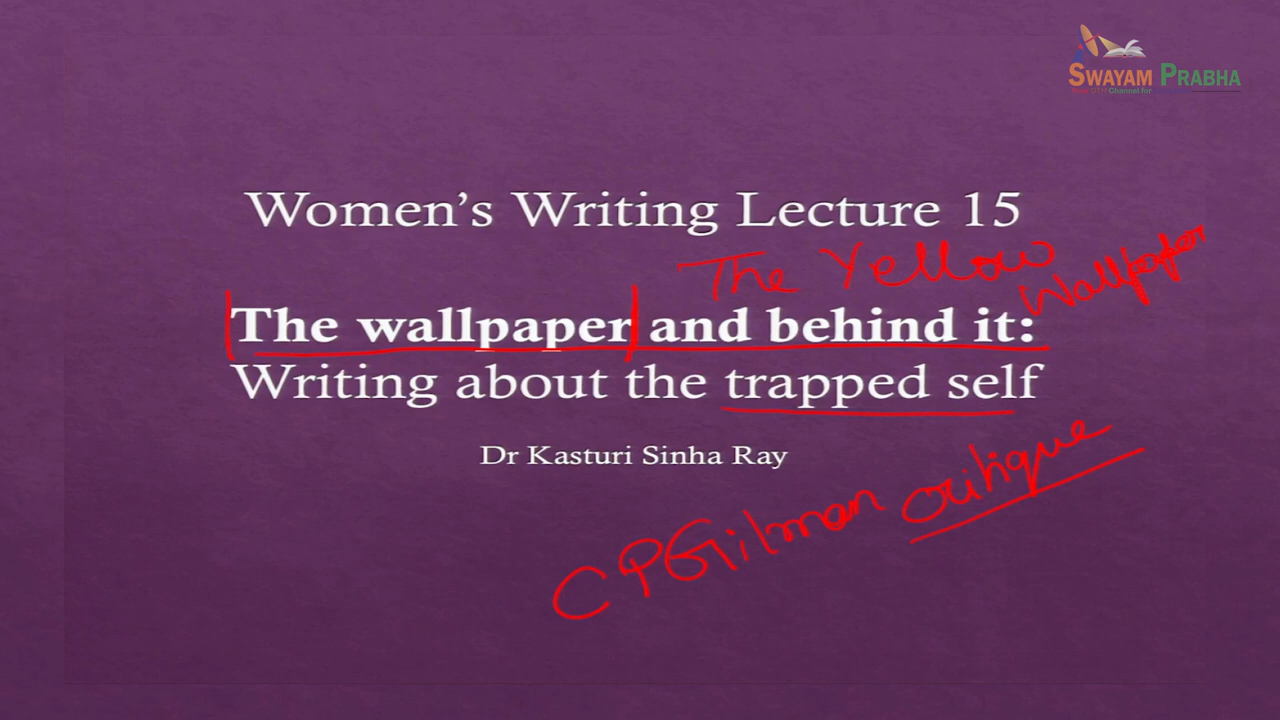 SWAYAM PRABHA
Women's Writing Lecture 15
The Yellow
Wallpaper
The wallpaper and behind it:
Writing about the trapped self
Dr Kasturi Sinha Ray
CPGilman critique